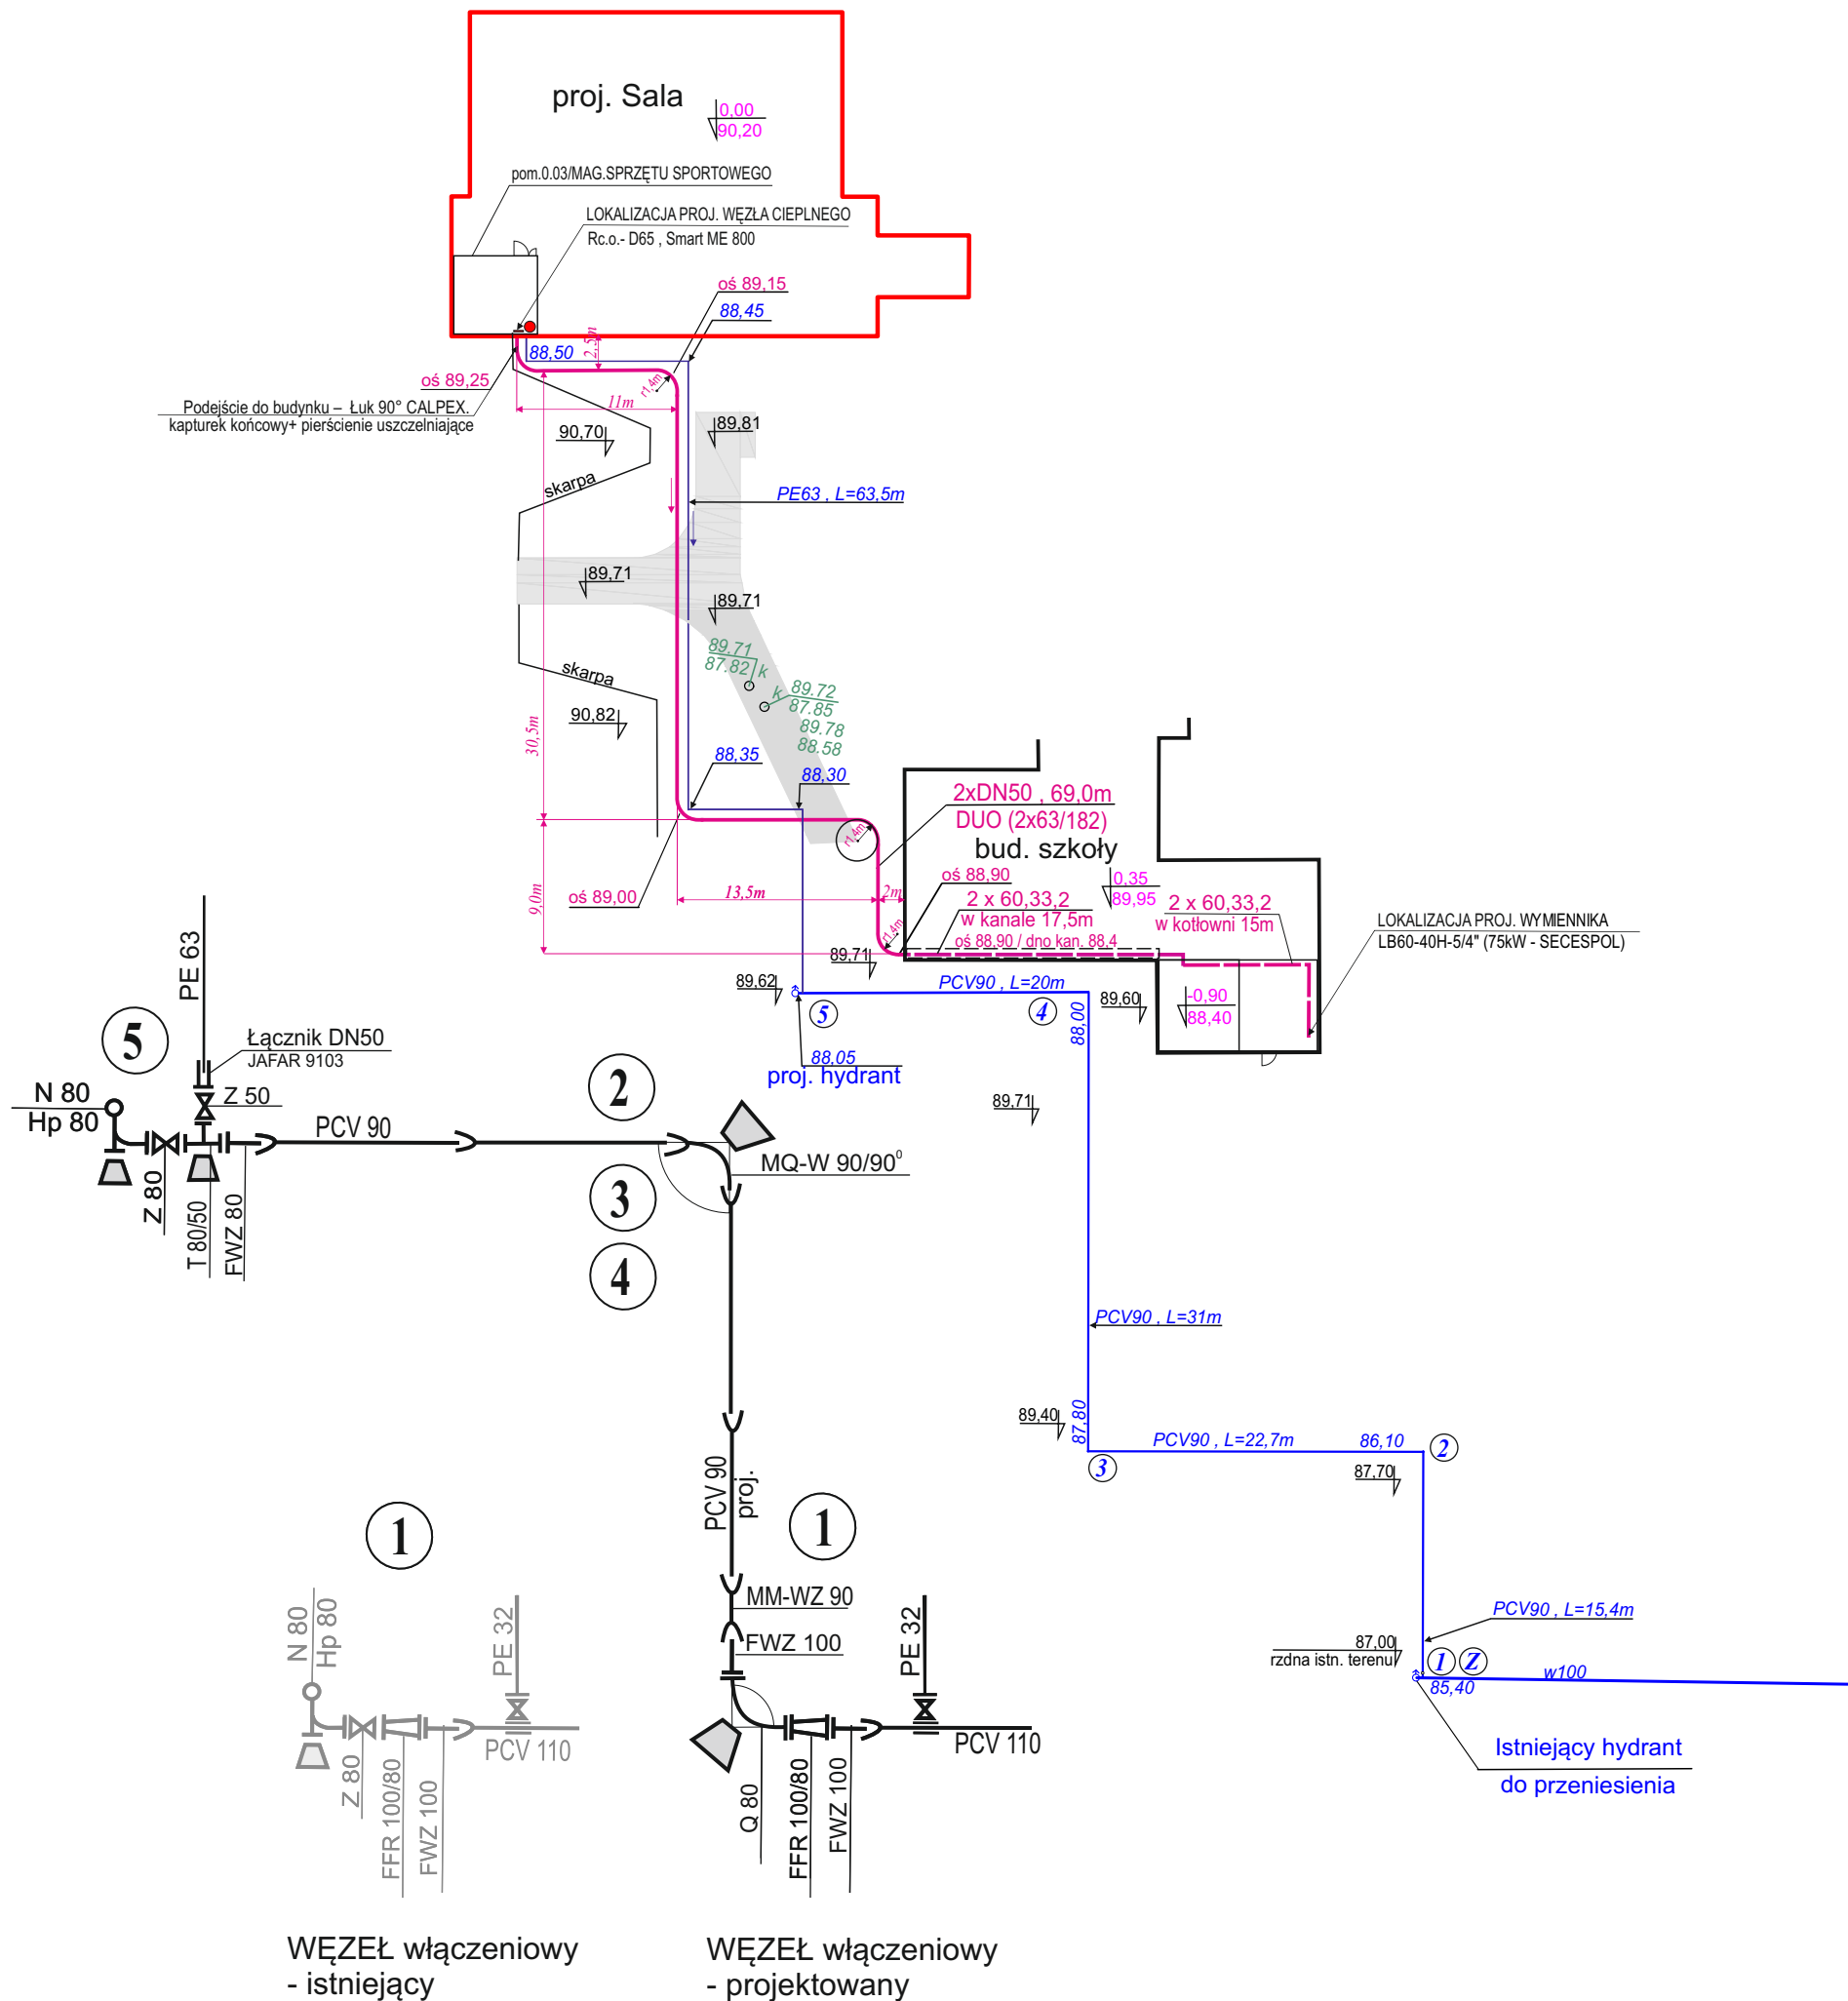 proj. Sala
0,00
90,20
pom.0.03/MAG.SPRZĘTU SPORTOWEGO
LOKALIZACJA PROJ. WĘZŁA CIEPLNEGO
Rc.o.- D65 , Smart ME 800
oś 89,15
88,45
88,50
2,5m
oś 89,25
r1,4m
Podejście do budynku – Łuk 90° CALPEX.
kapturek końcowy+ pierścienie uszczelniające
11m
90,70
89,81
skarpa
PE63 , L=63,5m
89,71
89,71
89.71
87.82
k
k
89.72
87.85
89.78
88.58
skarpa
90,82
30,5m
88,35
88,30
2xDN50 , 69,0m
DUO (2x63/182)
bud. szkoły
r1,4m
oś 88,90
0,35
89,95
2 x 60,33,2
w kanale 17,5m
oś 88,90 / dno kan. 88,4
2 x 60,33,2
w kotłowni 15m
oś 89,00
13,5m
2m
9,0m
r1,4m
LOKALIZACJA PROJ. WYMIENNIKA
LB60-40H-5/4" (75kW - SECESPOL)
89,71
89,62
PCV90 , L=20m
89,60
-0,90
88,40
5
4
88,00
88,05
proj. hydrant
89,71
PE 63
5
Łącznik DN50
JAFAR 9103
N 80
Hp 80
Z 50
PCV 90
2
MQ-W 90/90⁰
3
4
Z 80
T 80/50
FWZ 80
PCV90 , L=31m
89,40
87,80
PCV90 , L=22,7m
86,10
2
3
87,70
PCV 90
proj.
1
1
PCV90 , L=15,4m
87,00
rzdna istn. terenu
1
Z
85,40
w100
Istniejący hydrant
do przeniesienia
N 80
Hp 80
PE 32
PCV 110
Z 80
FFR 100/80
FWZ 100
MM-WZ 90
FWZ 100
PE 32
PCV 110
Q 80
FFR 100/80
FWZ 100
WĘZEŁ włączeniowy
- istniejący
WĘZEŁ włączeniowy
- projektowany